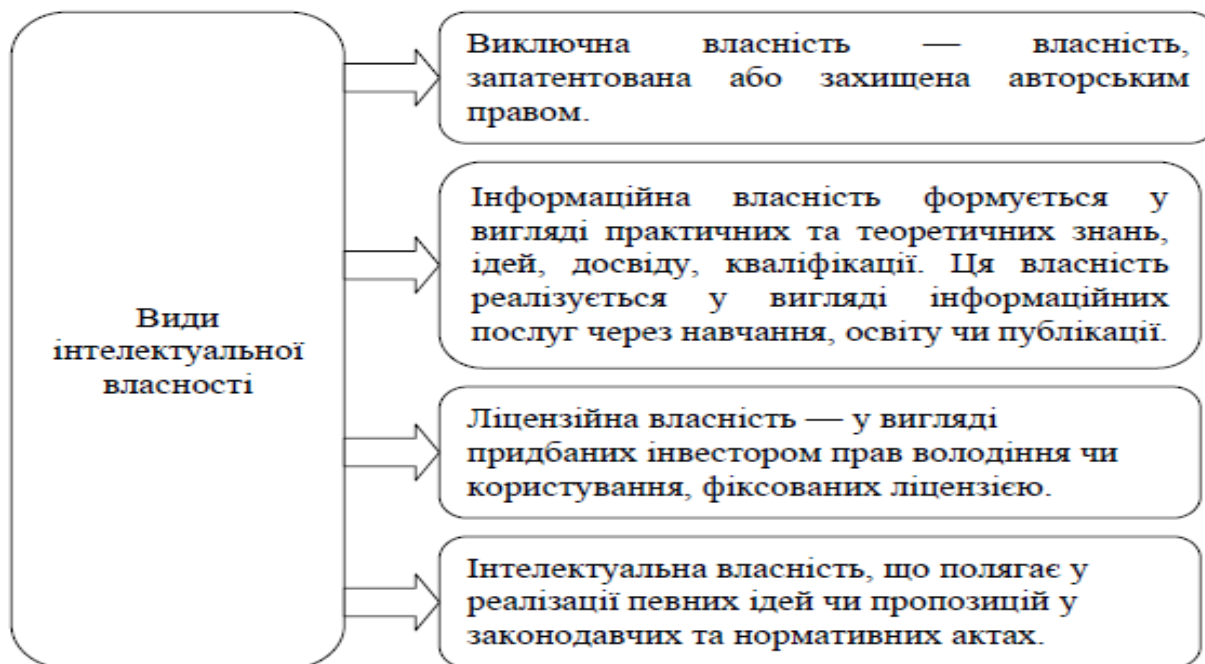 Види
інтелектуальної
власності
Виключна власність — власність,
запатентована або захищена авторським
правом.
Інформаційна власність формується у
вигляді практичних та теоретичних знань,
ідей, досвіду, кваліфікації. Ця власність
реалізується у вигляді інформаційних
послуг через навчання, освіту чи публікації.
Ліцензійна власність — у вигляді
придбаних інвестором прав володіння чи
користування, фіксованих ліцензією.
Інтелектуальна власність, що полягає у
реалізації певних ідей чи пропозицій у
законодавчих та нормативних актах.